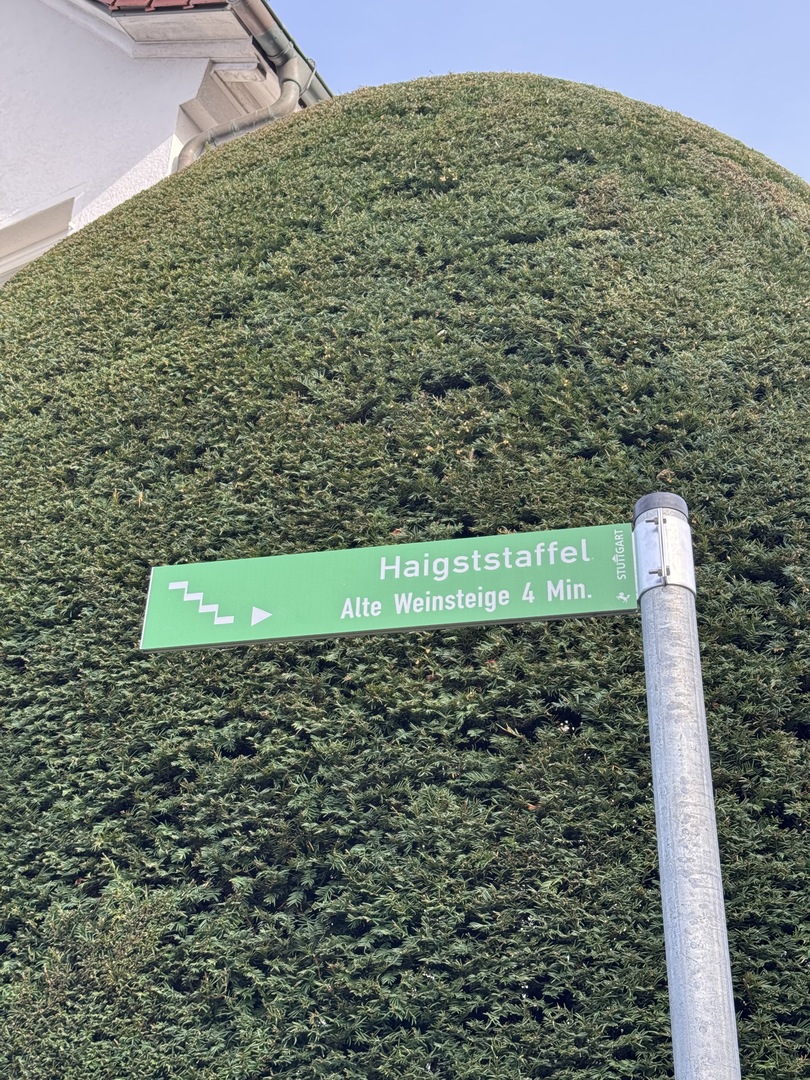 Haigststaffel
Alte Weinsteige 4 Min.
STUTTGART